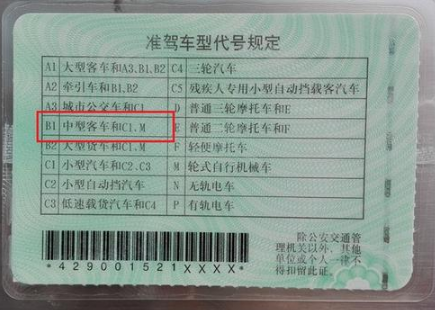 准驾车型代号规定
A1 大型客车和A3、B1、B2 C4 三轮汽车
A2 牵引车和B1、B2 C5 残疾人专用小型自动挡载客汽车
A3 城市公交车和C1 D 普通三轮摩托车和E
B1 中型客车和C1、M E 普通二轮摩托车和F
B2 大型货车和C1、M F 轻便摩托车
C1 小型汽车和C2、C3 M 轮式自行机械车
C2 小型自动挡汽车 N 无轨电车
C3 低速载货汽车和C4 P 有轨电车
*429001521XXXX*
除公安交通管
理机关以外,其他
单位或个人一律不
得扣留此证。